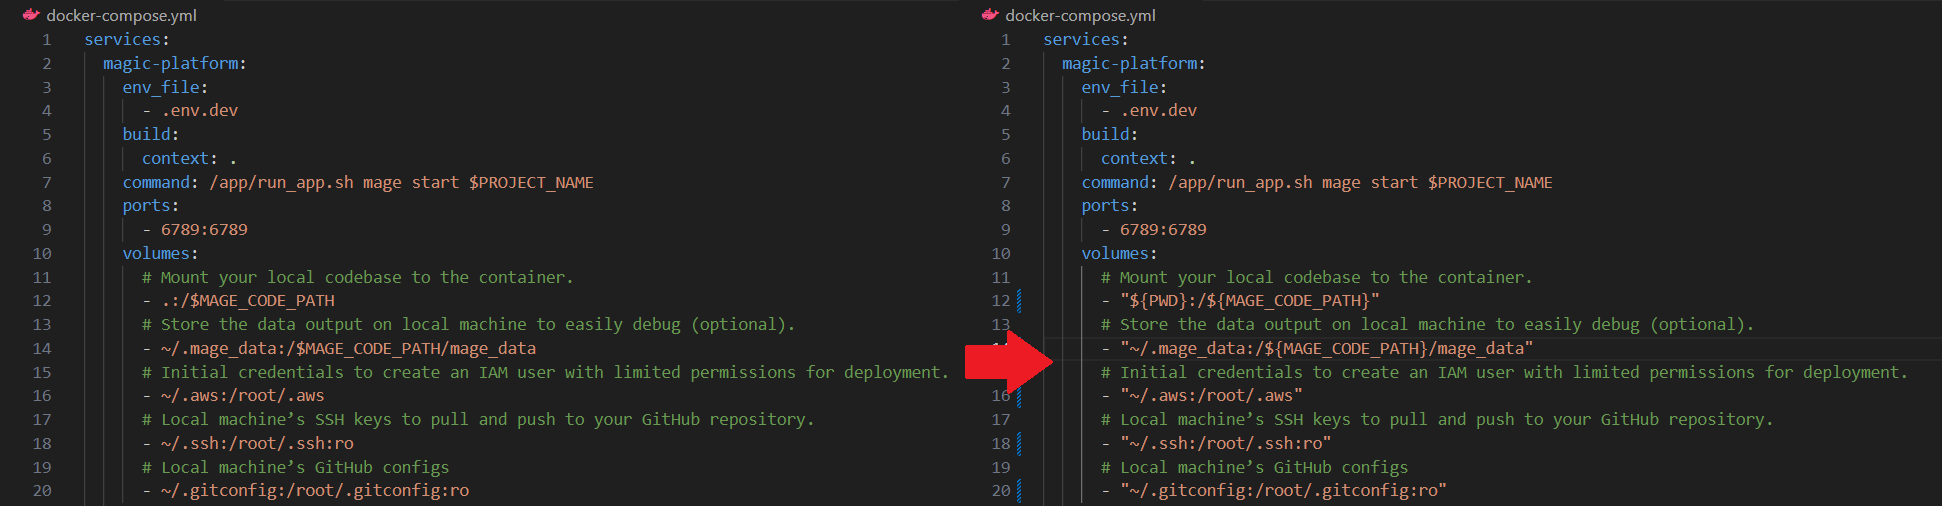 docker-compose.yml
1 services:
2 magic-platform:
3 env_file:
4 - .env.dev
5 build:
6 context: .
7 command: /app/run_app.sh mage start $PROJECT_NAME
8 ports:
9 - 6789:6789
10 volumes:
11 # Mount your local codebase to the container.
12 - .:/$MAGE_CODE_PATH
13 # Store the data output on local machine to easily debug (optional).
14 - ~/.mage_data:/$MAGE_CODE_PATH/mage_data
15 # Initial credentials to create an IAM user with limited permissions for deployment.
16 - ~/.aws:/root/.aws
17 # Local machine’s SSH keys to pull and push to your GitHub repository.
18 - ~/.ssh:/root/.ssh:ro
19 # Local machine’s GitHub configs
20 - ~/.gitconfig:/root/.gitconfig:ro
docker-compose.yml
1 services:
2 magic-platform:
3 env_file:
4 - .env.dev
5 build:
6 context: .
7 command: /app/run_app.sh mage start $PROJECT_NAME
8 ports:
9 - 6789:6789
10 volumes:
11 # Mount your local codebase to the container.
12 - "${PWD}:/${MAGE_CODE_PATH}"
13 # Store the data output on local machine to easily debug (optional).
- "~/.mage_data:/${MAGE_CODE_PATH}/mage_data"
# Initial credentials to create an IAM user with limited permissions for deployment.
16 - "~/.aws:/root/.aws"
17 # Local machine’s SSH keys to pull and push to your GitHub repository.
18 - "~/.ssh:/root/.ssh:ro"
19 # Local machine’s GitHub configs
20 - "~/.gitconfig:/root/.gitconfig:ro"